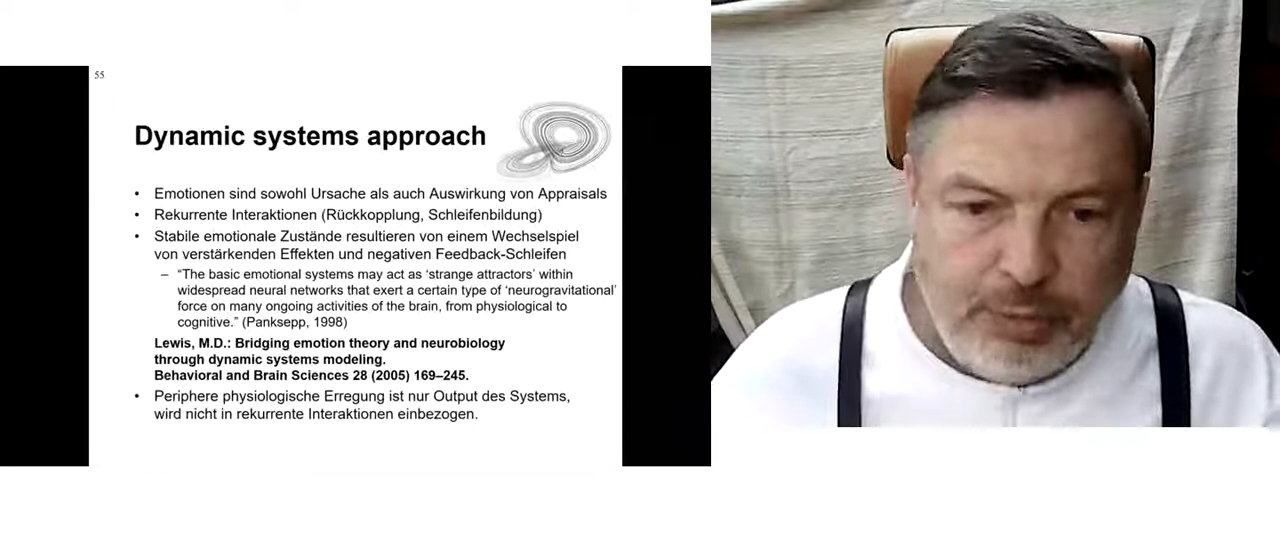 55
Dynamic systems approach
• Emotionen sind sowohl Ursache als auch Auswirkung von Appraisals
• Rekurrente Interaktionen (Rückkopplung, Schleifenbildung)
• Stabile emotionale Zustände resultieren von einem Wechselspiel
von verstärkenden Effekten und negativen Feedback-Schleifen
– “The basic emotional systems may act as ‘strange attractors’ within
widespread neural networks that exert a certain type of ‘neurogravitational’
force on many ongoing activities of the brain, from physiological to
cognitive.” (Panksepp, 1998)
Lewis, M.D.: Bridging emotion theory and neurobiology
through dynamic systems modeling.
Behavioral and Brain Sciences 28 (2005) 169–245.
• Periphere physiologische Erregung ist nur Output des Systems,
wird nicht in rekurrente Interaktionen einbezogen.